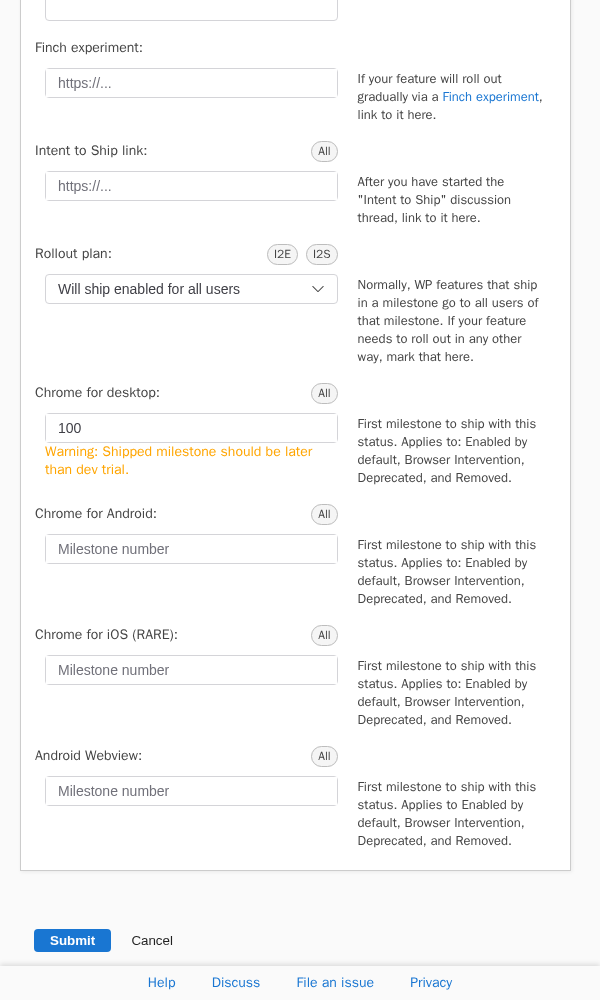 Finch experiment:
https://...
If your feature will roll out
gradually via a Finch experiment,
link to it here.
Intent to Ship link:
All
https://...
After you have started the
"Intent to Ship" discussion
thread, link to it here.
Rollout plan:
I2E I2S
Will ship enabled for all users
Normally, WP features that ship
in a milestone go to all users of
that milestone. If your feature
needs to roll out in any other
way, mark that here.
Chrome for desktop:
All
100
Warning: Shipped milestone should be later
than dev trial.
First milestone to ship with this
status. Applies to: Enabled by
default, Browser Intervention,
Deprecated, and Removed.
Chrome for Android:
All
Milestone number
First milestone to ship with this
status. Applies to: Enabled by
default, Browser Intervention,
Deprecated, and Removed.
Chrome for iOS (RARE):
All
Milestone number
First milestone to ship with this
status. Applies to: Enabled by
default, Browser Intervention,
Deprecated, and Removed.
Android Webview:
All
Milestone number
First milestone to ship with this
status. Applies to Enabled by
default, Browser Intervention,
Deprecated, and Removed.
Submit Cancel
Help Discuss File an issue Privacy